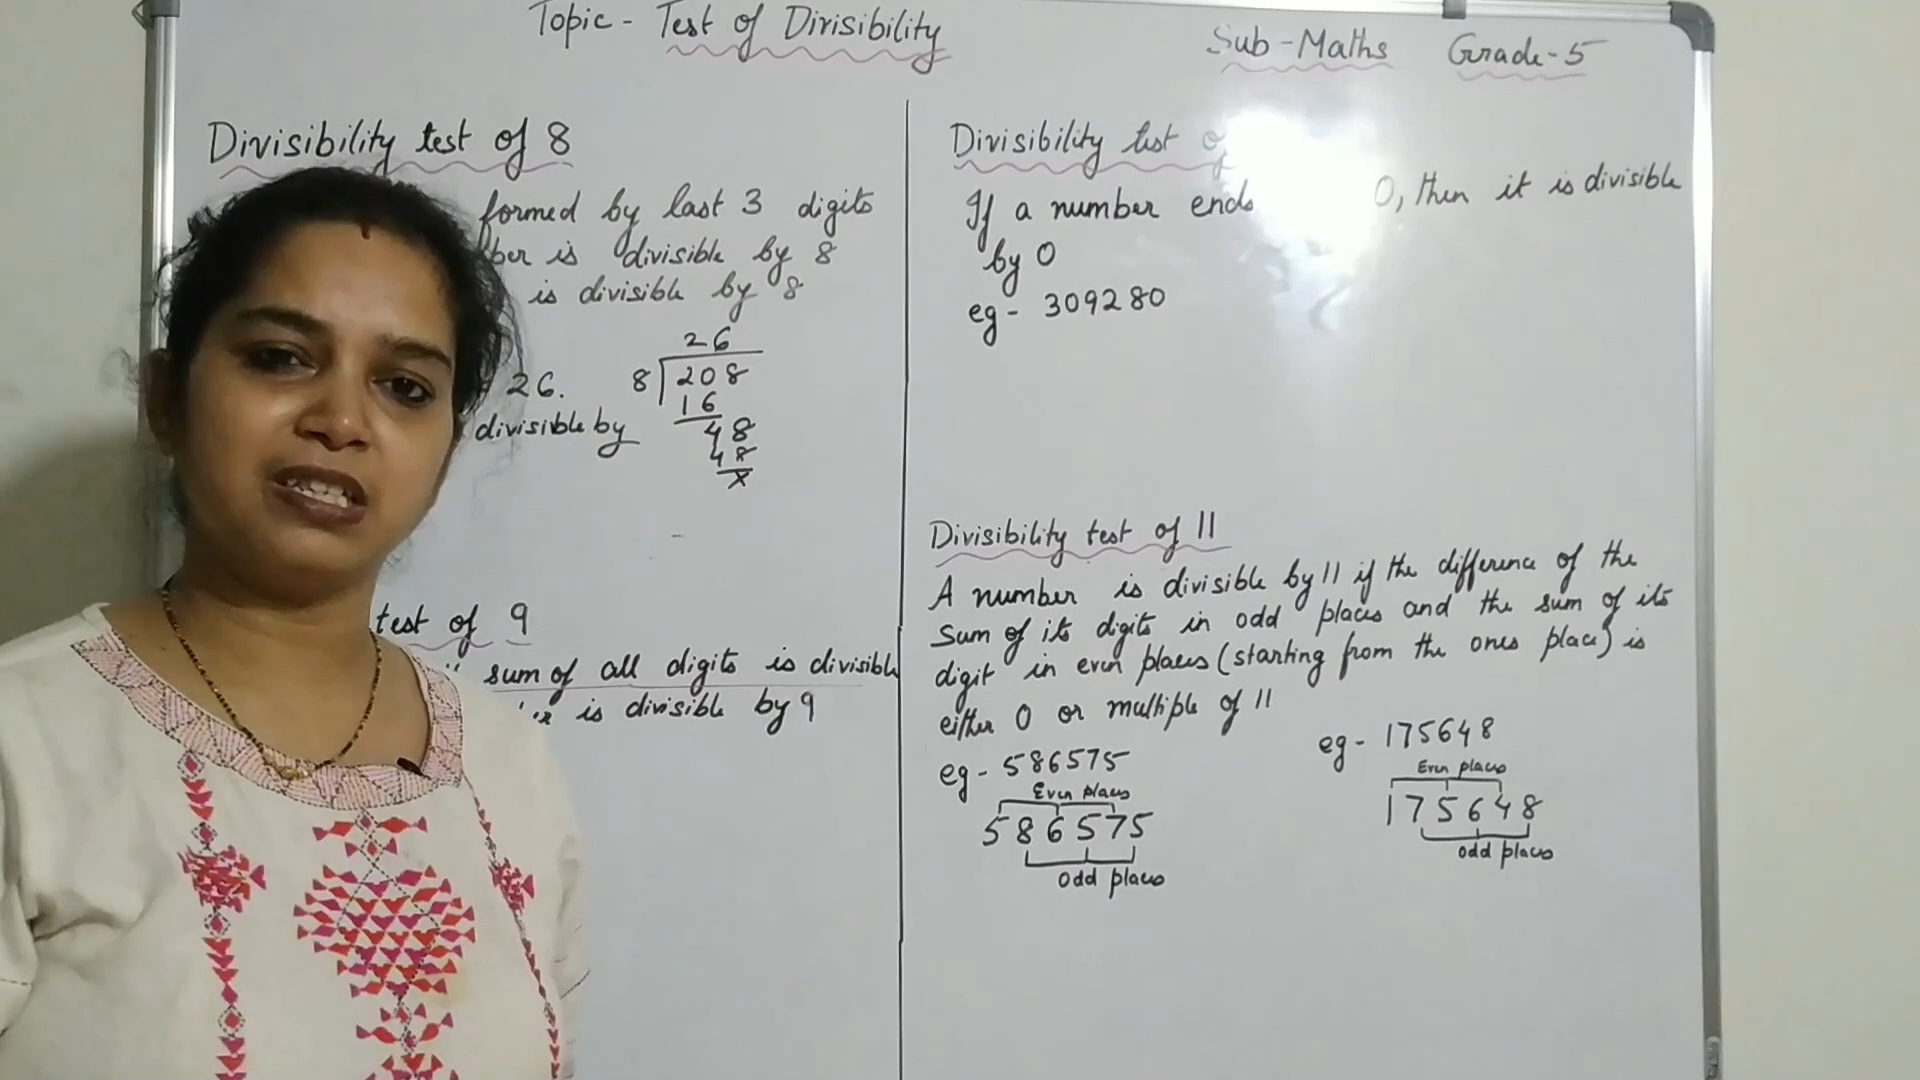 Topic - Test of Divisibility
Sub - Maths Grade - 5
Divisibility test of 8
formed by last 3 digits
is divisible by 8
is divisible by 8
26.
divisible by
26
8 208
16
48
48
x
test of 9
sum of all digits is divisible
is divisible by 9
Divisibility test
If a number ends 0, then it is divisible
by 0
eg - 309280
Divisibility test of 11
A number is divisible by 11 if the difference of the
sum of its digits in odd places and the sum of its
digit in even places (starting from the ones place) is
either 0 or multiple of 11
eg - 586575
Even places
586575
Odd places
eg - 175648
Even places
175648
odd places